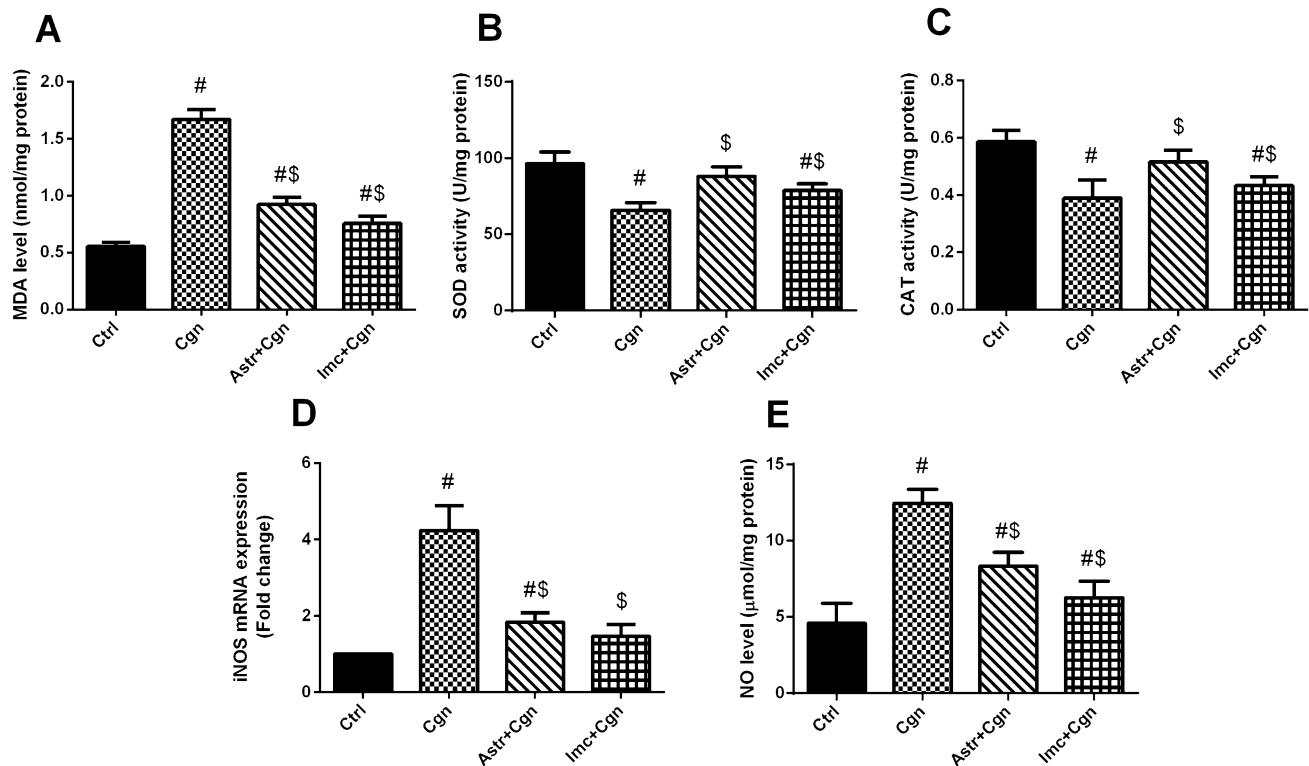 A
MDA level (nmol/mg protein)
2.0
1.5
1.0
0.5
0.0
#
#$
#$
Ctrl
Cgn
Astr+Cgn
Imc+Cgn
B
SOD activity (U/mg protein)
150
100
50
0
#
$
#$
Ctrl
Cgn
Astr+Cgn
Imc+Cgn
C
CAT activity (U/mg protein)
0.8
0.6
0.4
0.2
0.0
#
$
#$
Ctrl
Cgn
Astr+Cgn
Imc+Cgn
D
iNOS mRNA expression
(Fold change)
6
4
2
0
#
#$
$
Ctrl
Cgn
Astr+Cgn
Imc+Cgn
E
NO level (μmol/mg protein)
15
10
5
0
#
#$
#$
Ctrl
Cgn
Astr+Cgn
Imc+Cgn